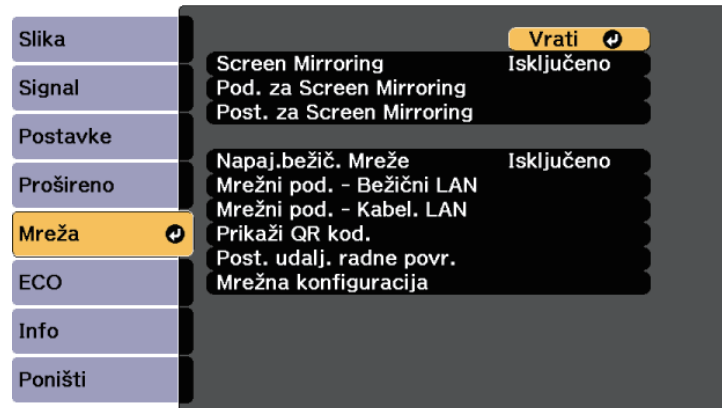 Slika
Signal
Postavke
Prošireno
Mreža
ECO
Info
Poništi
Vrati
Screen Mirroring Isključeno
Pod. za Screen Mirroring
Post. za Screen Mirroring
Napaj.bežič. Mreže Isključeno
Mrežni pod. - Bežični LAN
Mrežni pod. - Kabel. LAN
Prikaži QR kod.
Post. udalj. radne povr.
Mrežna konfiguracija